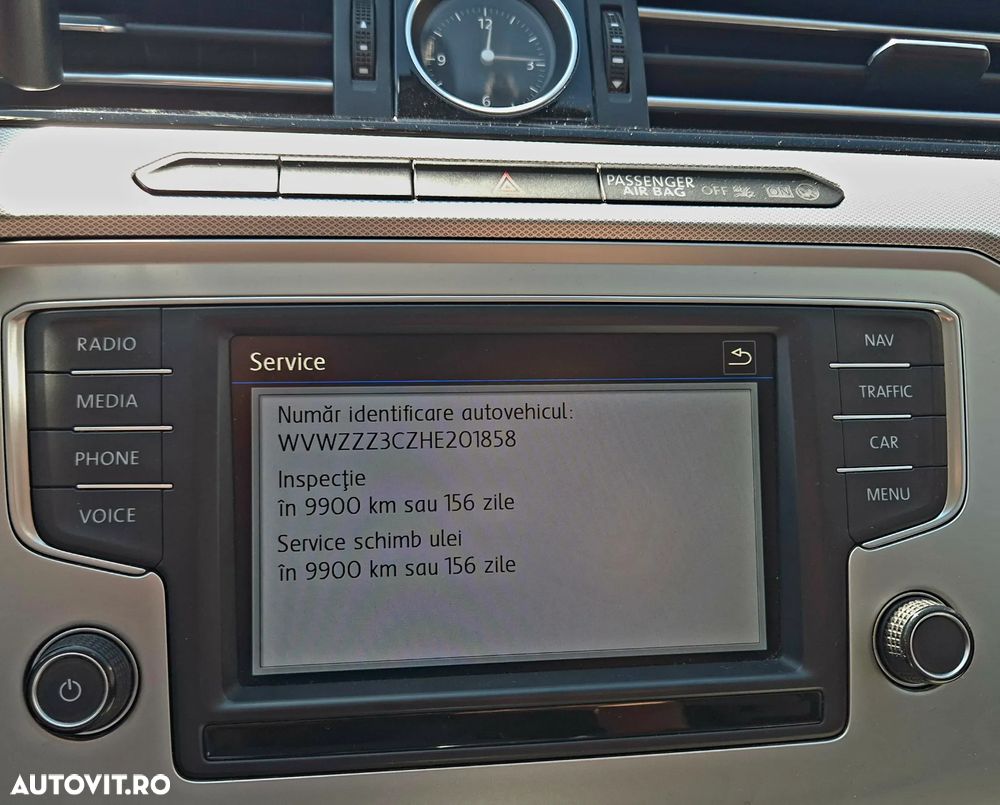 12
9
3
6
PASSENGER
AIR BAG
OFF
ON
RADIO
MEDIA
PHONE
VOICE
Service
Număr identificare autovehicul:
WVWZZZ3CZHE201858
Inspecţie
în 9900 km sau 156 zile
Service schimb ulei
în 9900 km sau 156 zile
NAV
TRAFFIC
CAR
MENU
AUTOVIT.RO